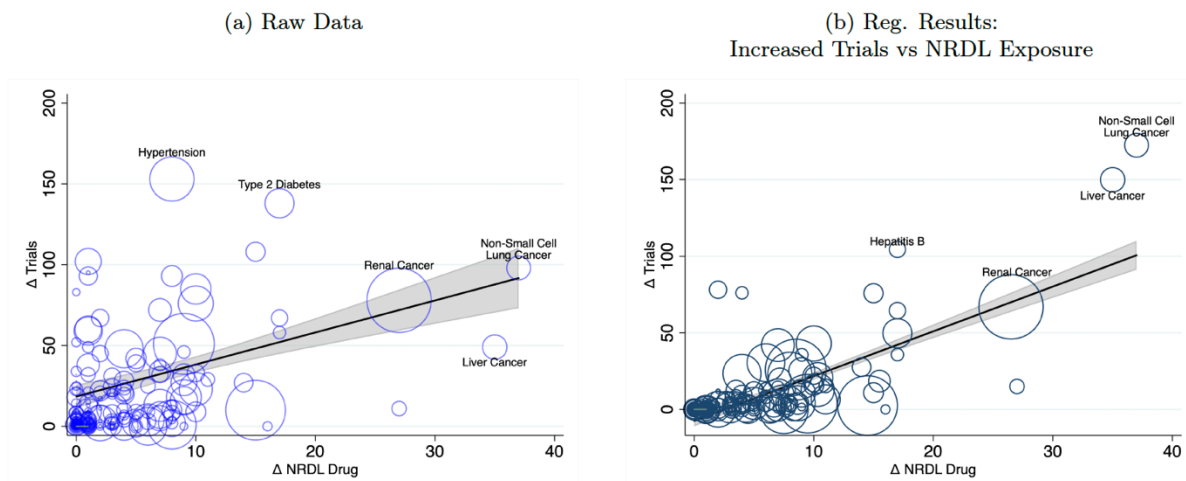 (a) Raw Data
200
150
100
50
0
Δ Trials
Hypertension
Type 2 Diabetes
Non-Small Cell
Lung Cancer
Renal Cancer
Liver Cancer
0
10
20
30
40
Δ NRDL Drug
(b) Reg. Results:
Increased Trials vs NRDL Exposure
200
150
100
50
0
Δ Trials
Non-Small Cell
Lung Cancer
Liver Cancer
Hepatitis B
Renal Cancer
0
10
20
30
40
Δ NRDL Drug